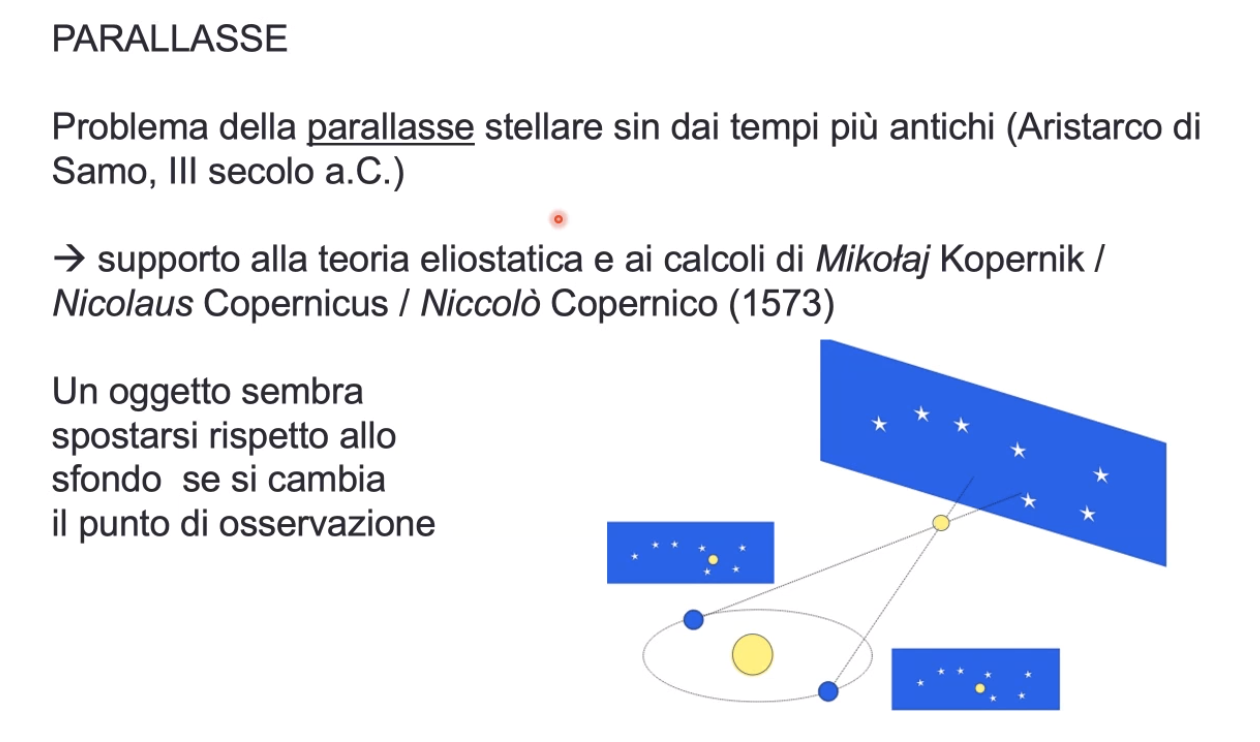 PARALLASSE
Problema della parallasse stellare sin dai tempi più antichi (Aristarco di
Samo, III secolo a.C.)
→ supporto alla teoria eliostatica e ai calcoli di Mikołaj Kopernik /
Nicolaus Copernicus / Niccolò Copernico (1573)
Un oggetto sembra
spostarsi rispetto allo
sfondo  se si cambia
il punto di osservazione